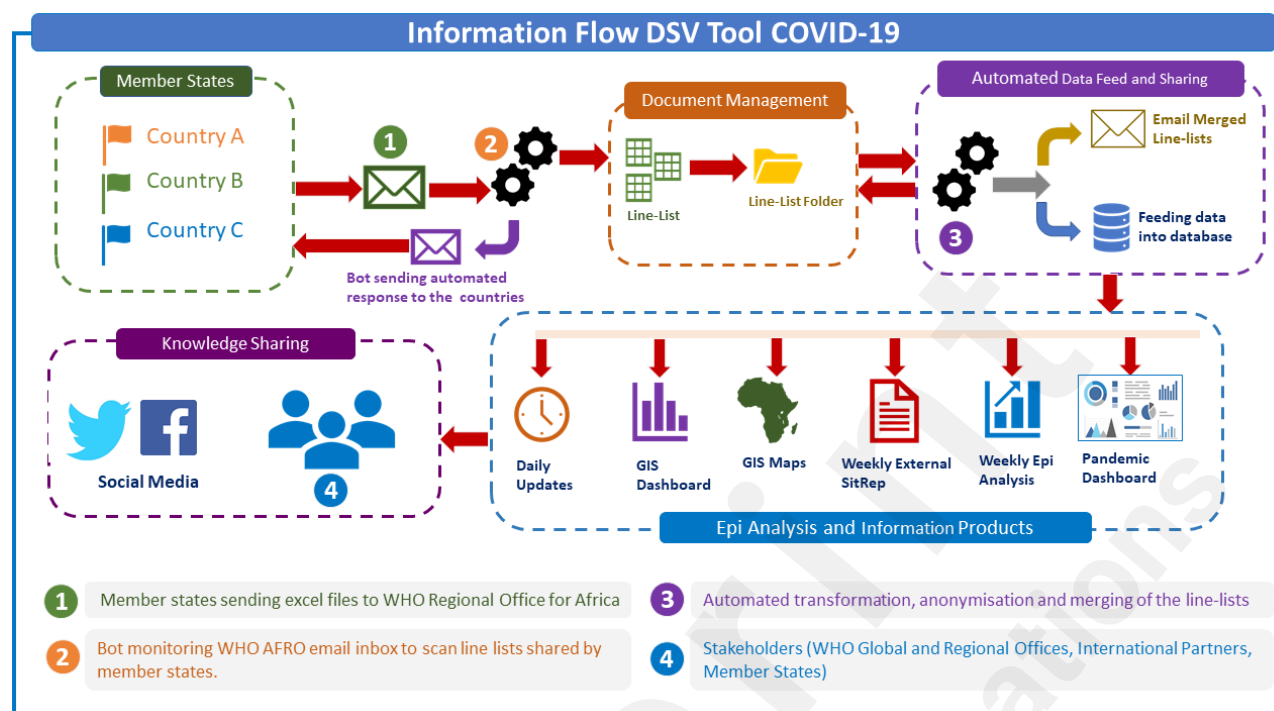 Information Flow DSV Tool COVID-19
Member States
Country A
Country B
Country C
1
2
Bot sending automated
response to the countries
Document Management
Line-List
Line-List Folder
Automated Data Feed and Sharing
3
Email Merged
Line-lists
Feeding data
into database
Knowledge Sharing
Social Media
4
Daily
Updates
GIS
Dashboard
GIS Maps
Weekly External
SitRep
Weekly Epi
Analysis
Pandemic
Dashboard
Epi Analysis and Information Products
1 Member states sending excel files to WHO Regional Office for Africa
2 Bot monitoring WHO AFRO email inbox to scan line lists shared by
member states.
3 Automated transformation, anonymisation and merging of the line-lists
4 Stakeholders (WHO Global and Regional Offices, International Partners,
Member States)